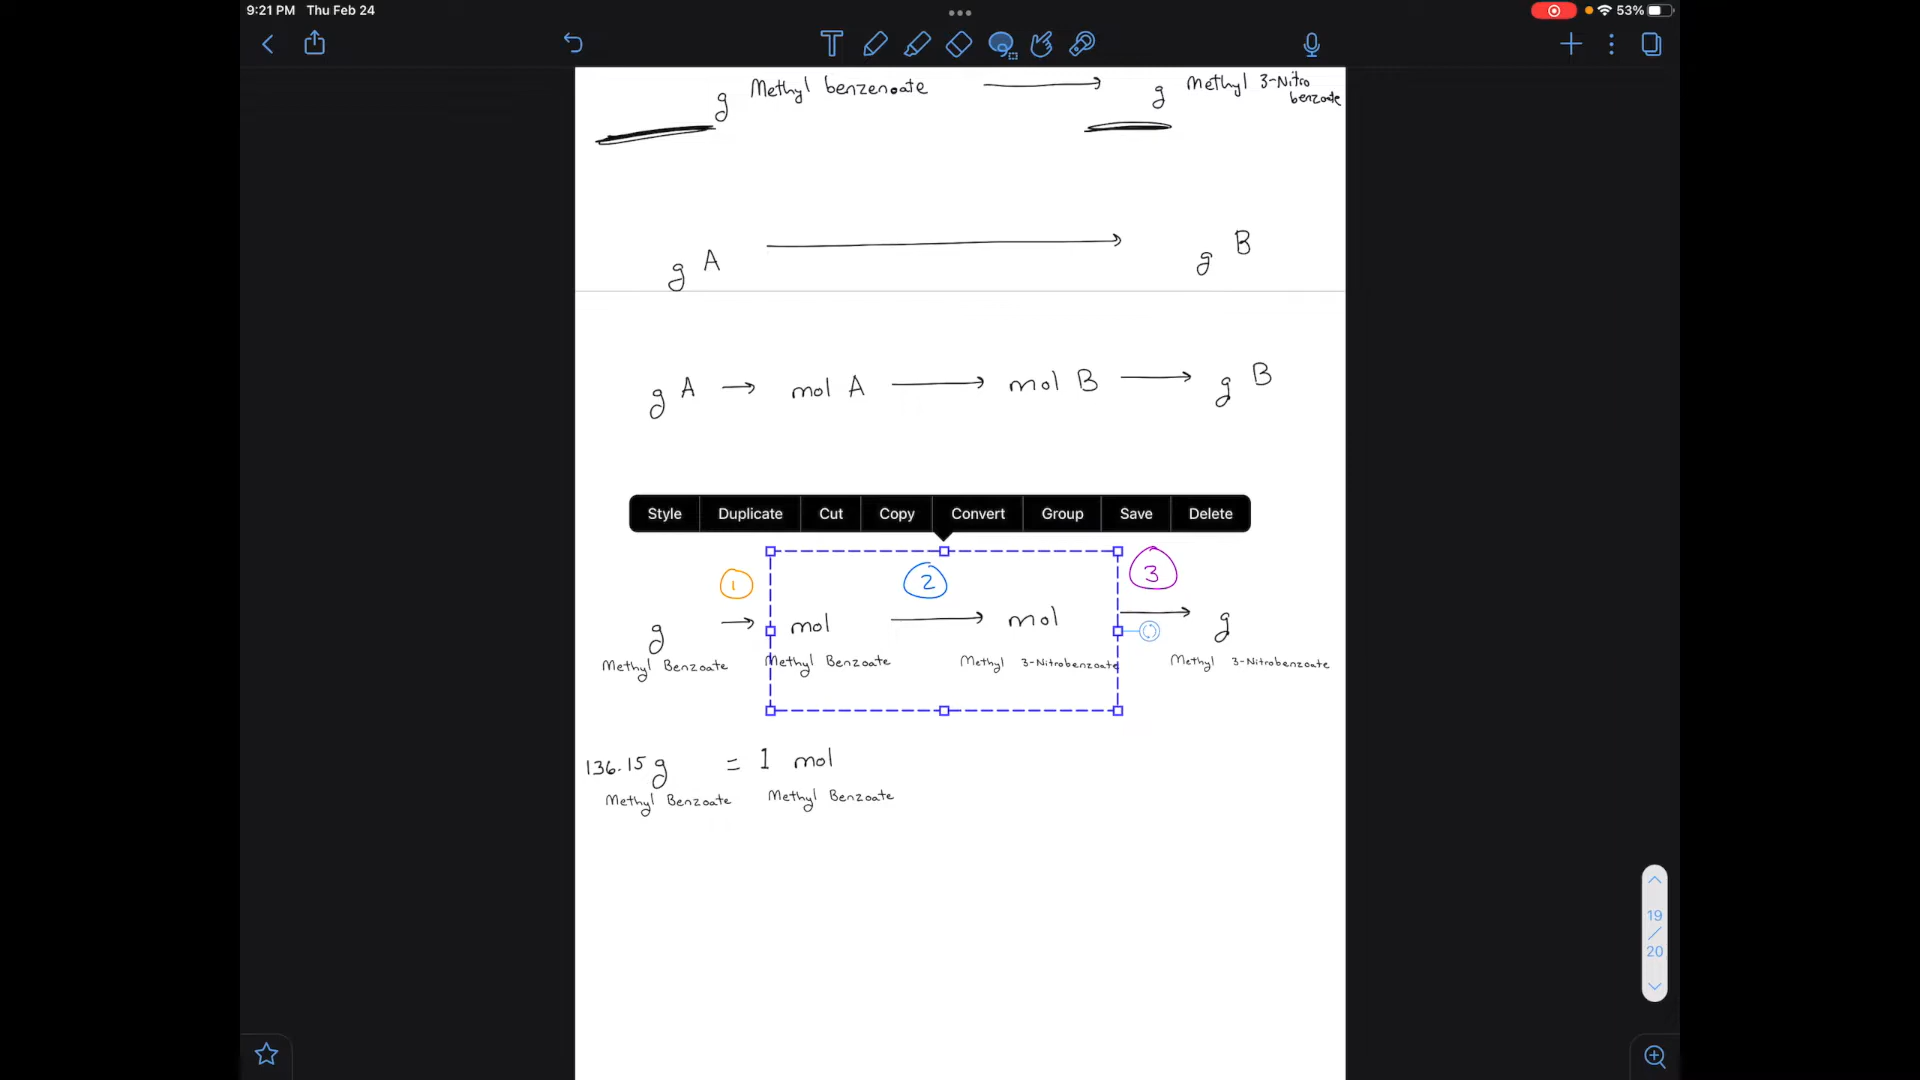 9:21 PM Thu Feb 24
53%
g Methyl benzenoate → g Methyl 3-Nitro
benzoate
g A → g B
g A → mol A → mol B → g B
Style Duplicate Cut Copy Convert Group Save Delete
1 2 3
g → mol → mol → g
Methyl Benzoate Methyl Benzoate Methyl 3-Nitrobenzoate Methyl 3-Nitrobenzoate
136.15 g = 1 mol
Methyl Benzoate Methyl Benzoate
19
/
20